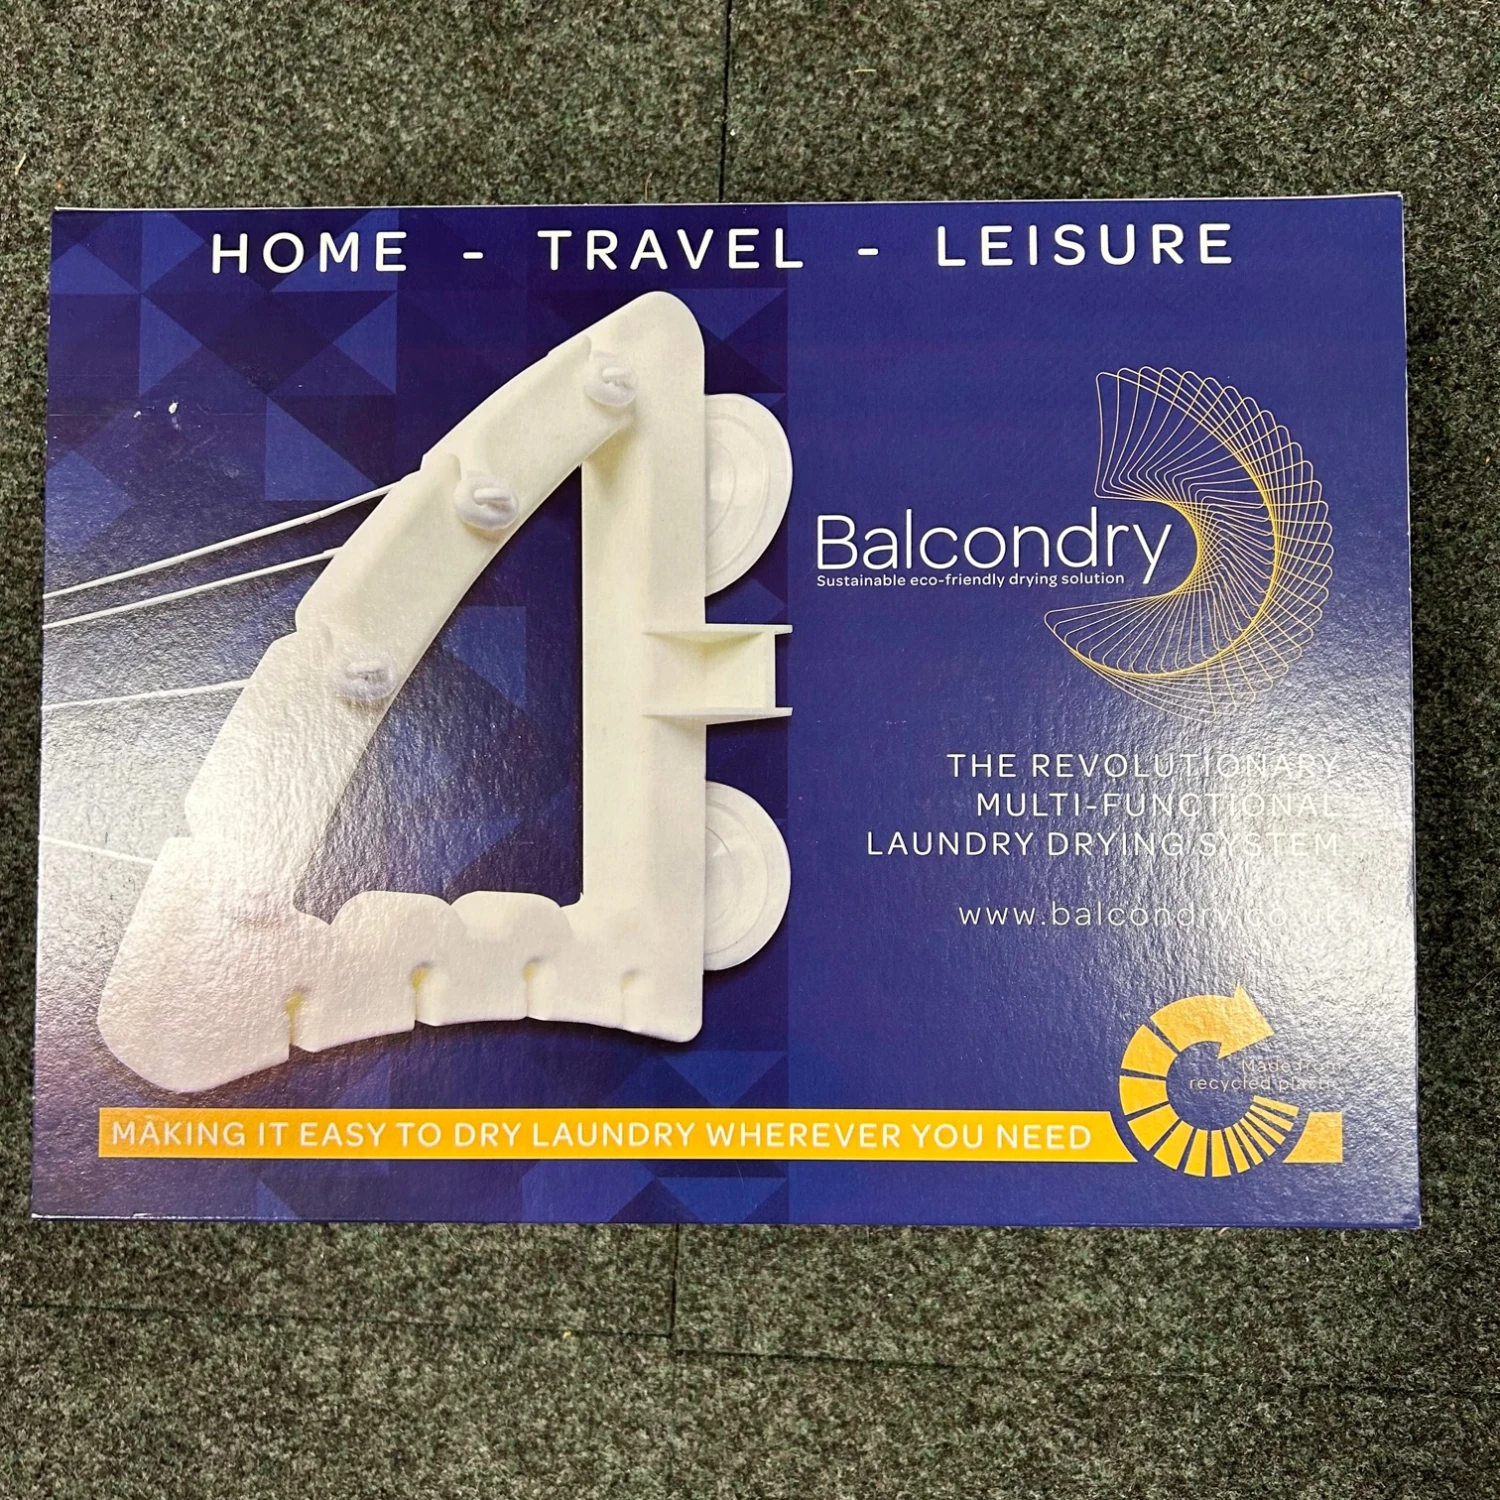 HOME - TRAVEL - LEISURE
Balcondry
Sustainable eco-friendly drying solution
THE REVOLUTIONARY
MULTI-FUNCTIONAL
LAUNDRY DRYING SYSTEM
www.balcondry.co.uk
Made from
recycled plastic
MAKING IT EASY TO DRY LAUNDRY WHEREVER YOU NEED